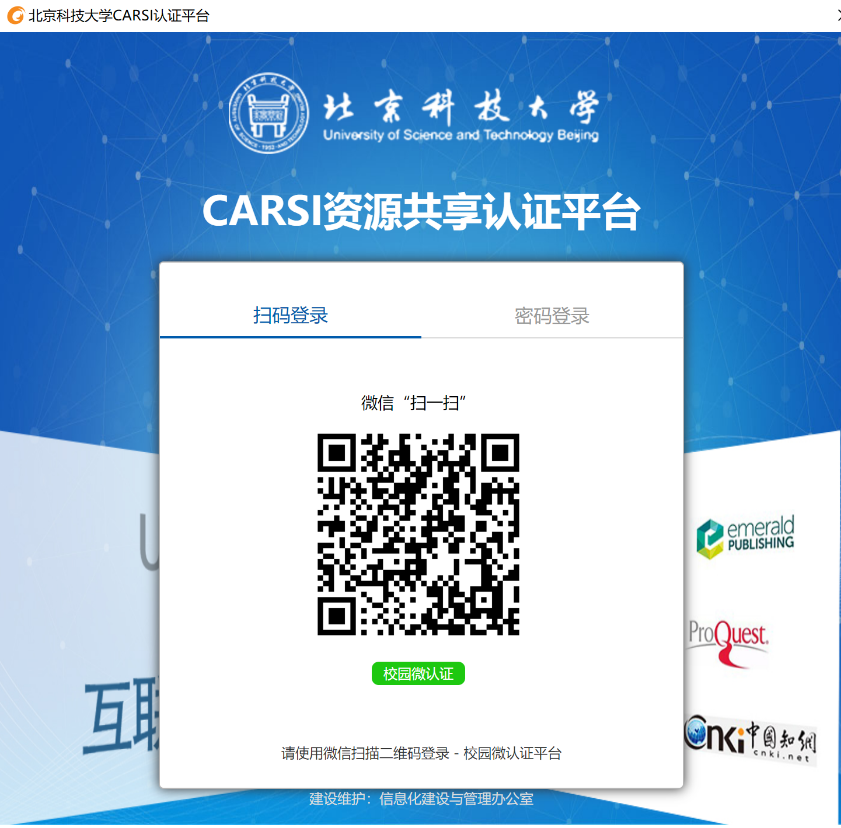 北京科技大学CARSI认证平台
北京科技大学
University of Science and Technology Beijing
CARSI资源共享认证平台
扫码登录
密码登录
微信“扫一扫”
emerald
PUBLISHING
ProQuest.
校园微认证
互联
Cnki中国知网
cnki.net
请使用微信扫描二维码登录 - 校园微认证平台
建设维护：信息化建设与管理办公室